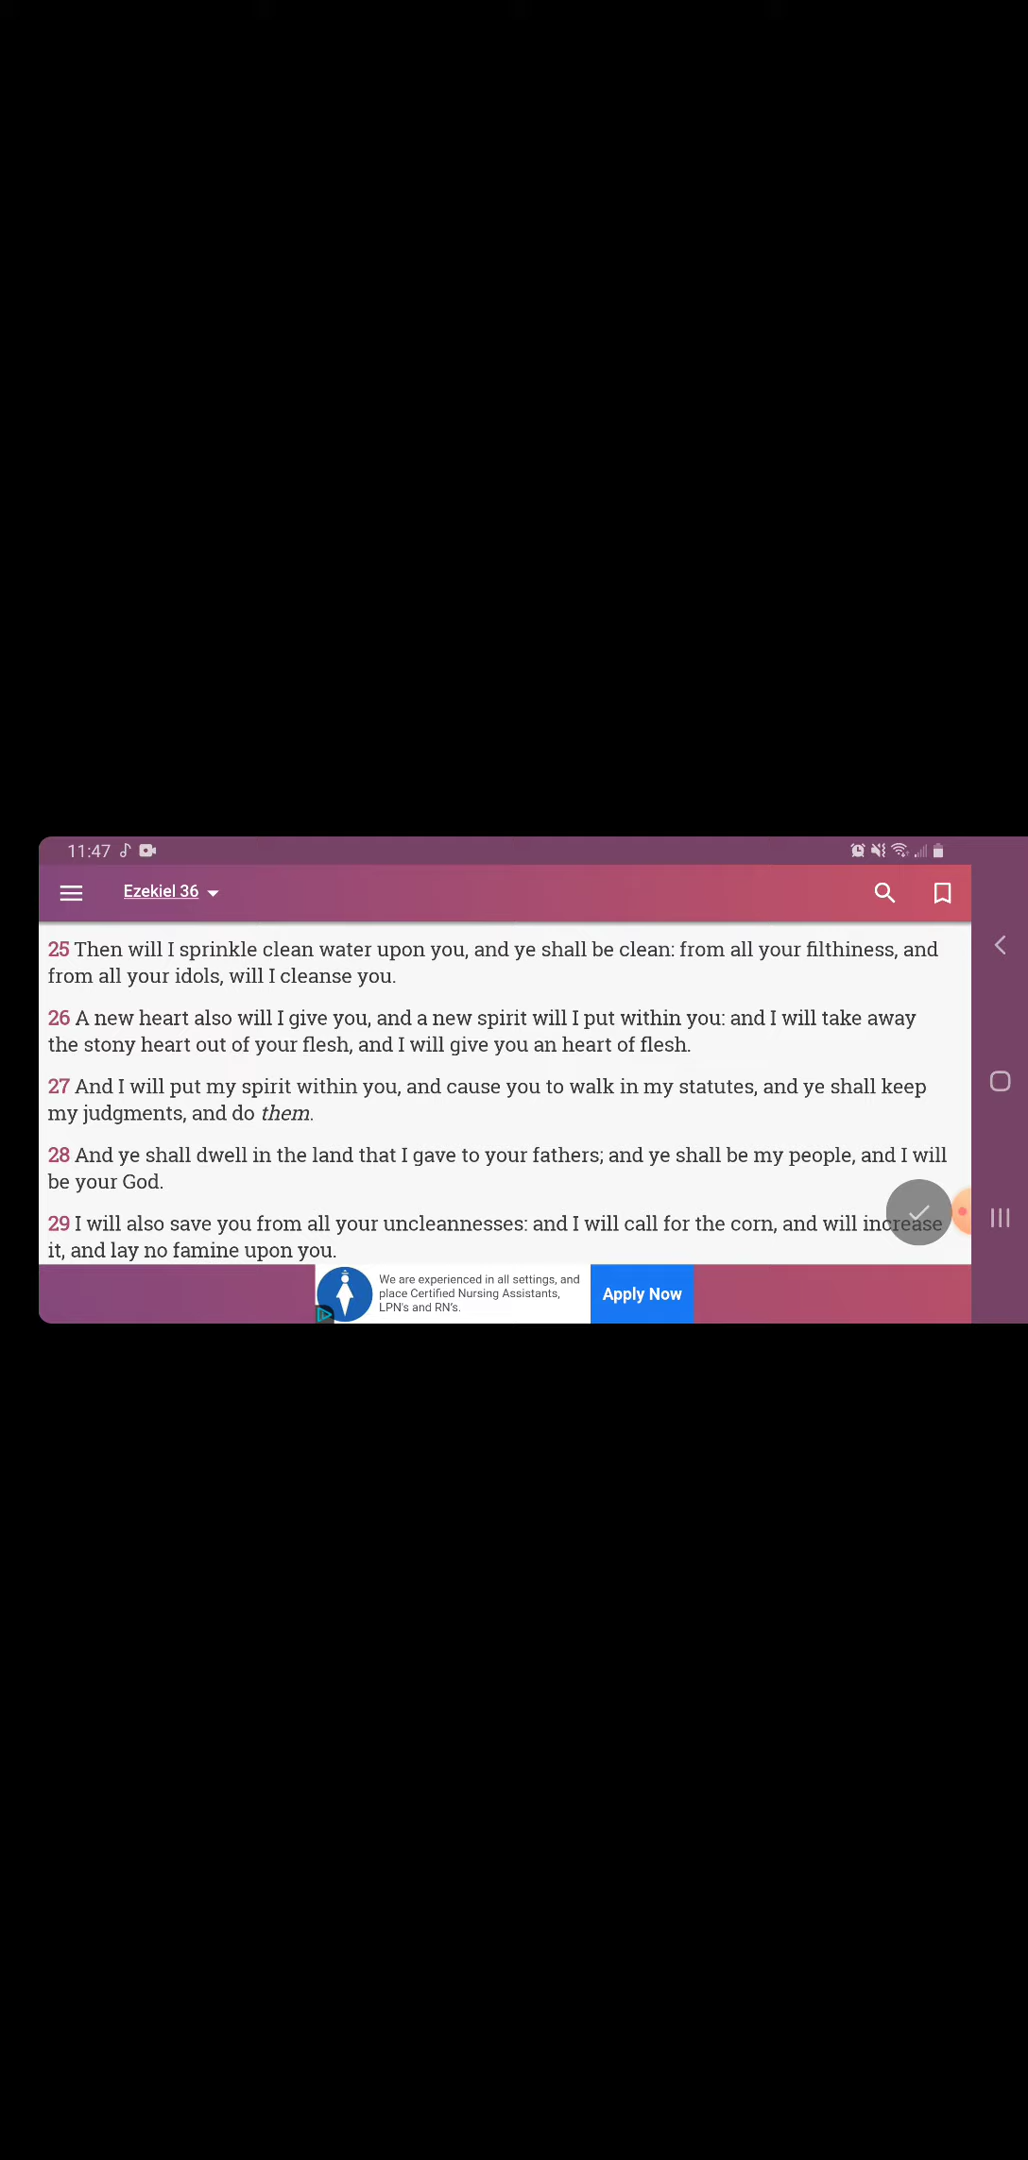 11:47
Ezekiel 36
25 Then will I sprinkle clean water upon you, and ye shall be clean: from all your filthiness, and
from all your idols, will I cleanse you.
26 A new heart also will I give you, and a new spirit will I put within you: and I will take away
the stony heart out of your flesh, and I will give you an heart of flesh.
27 And I will put my spirit within you, and cause you to walk in my statutes, and ye shall keep
my judgments, and do them.
28 And ye shall dwell in the land that I gave to your fathers; and ye shall be my people, and I will
be your God.
29 I will also save you from all your uncleannesses: and I will call for the corn, and will increase
it, and lay no famine upon you.
We are experienced in all settings, and
place Certified Nursing Assistants,
LPN's and RN's.
Apply Now